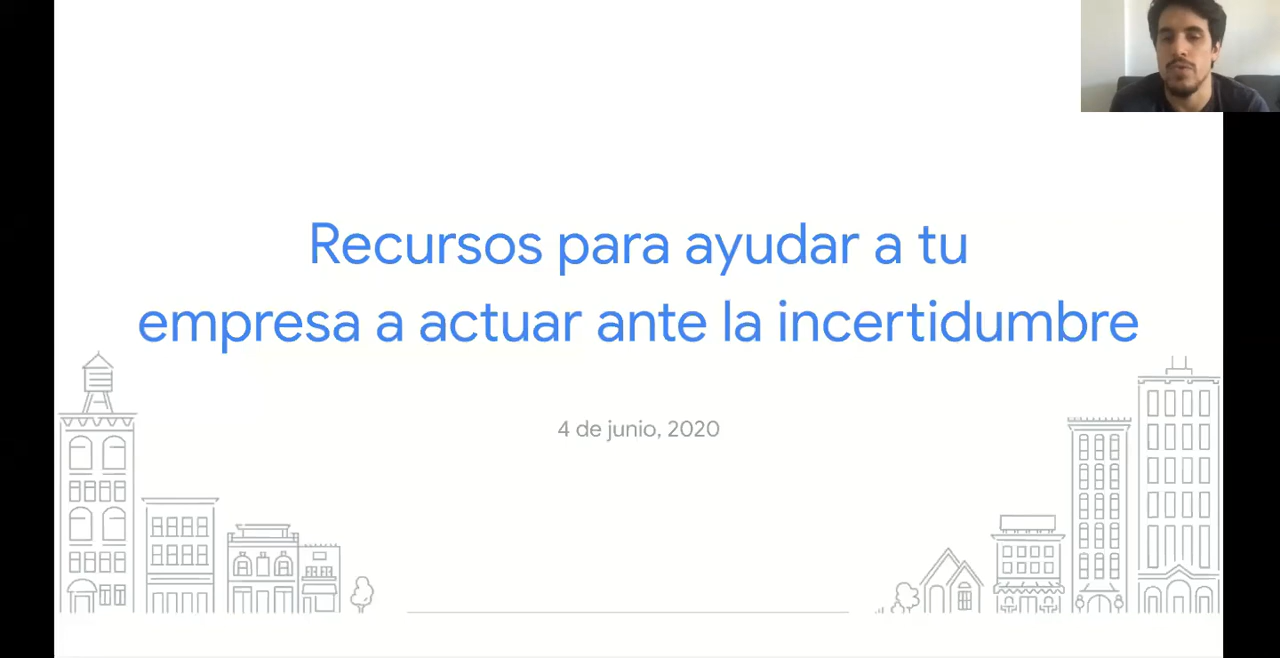 Recursos para ayudar a tu
empresa a actuar ante la incertidumbre
4 de junio, 2020